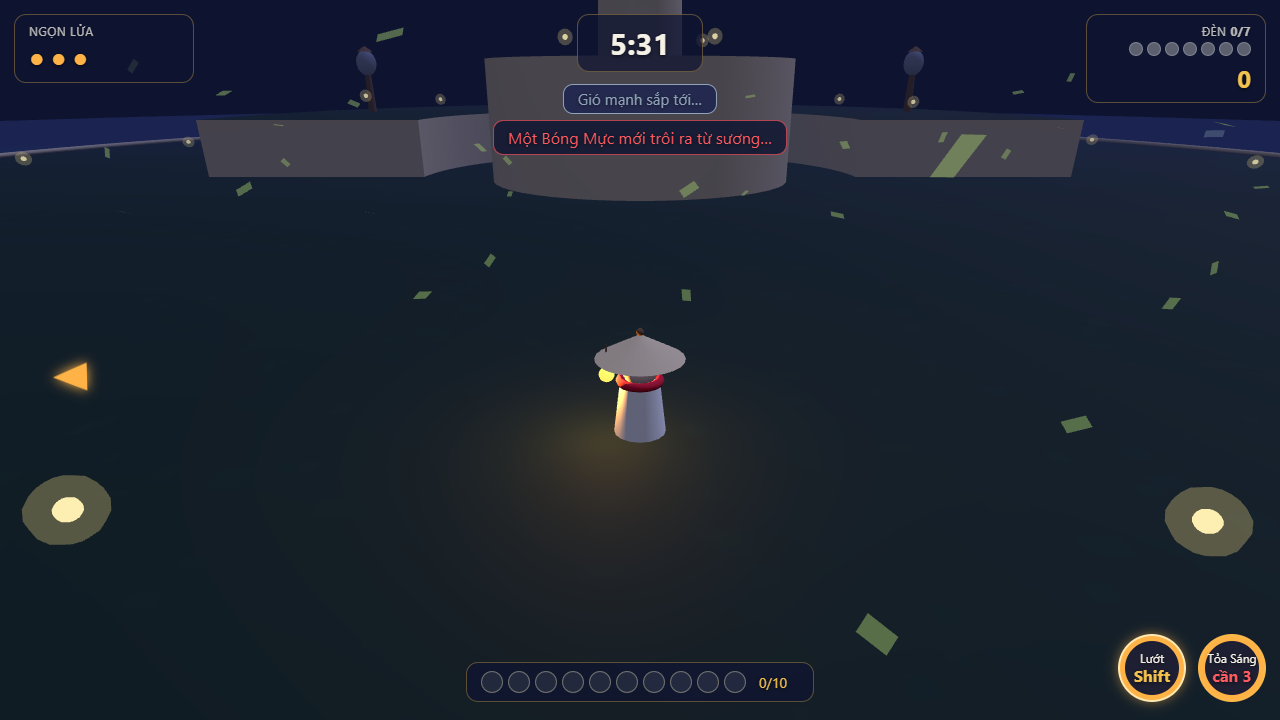 NGỌN LỬA
5:31
ĐÈN 0/7
0
Gió mạnh sắp tới...
Một Bóng Mực mới trôi ra từ sương...
Lướt
Shift
Tỏa Sáng
cần 3
0/10